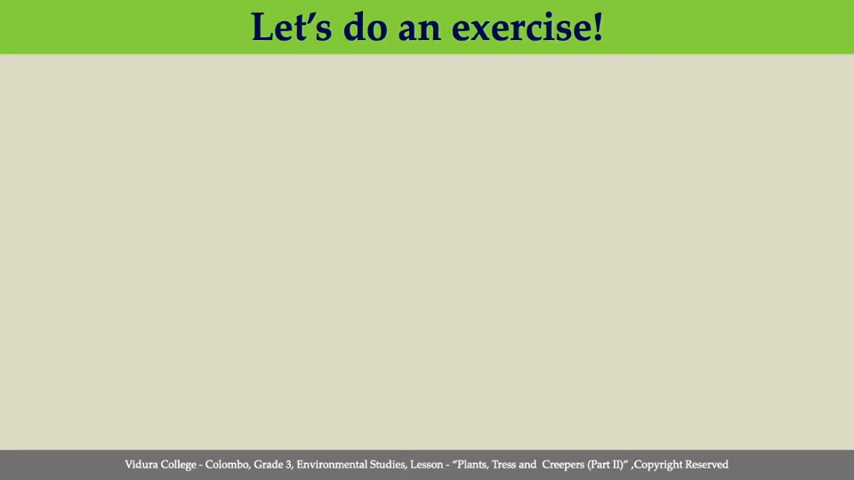 Let's do an exercise!
Vidura College - Colombo, Grade 3, Environmental Studies, Lesson - “Plants, Tress and Creepers (Part II)” ,Copyright Reserved